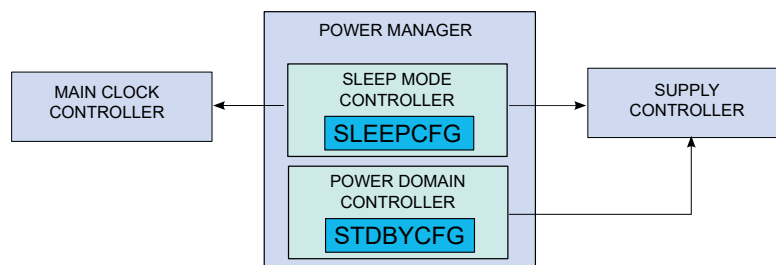 POWER MANAGER
MAIN CLOCK
CONTROLLER
SLEEP MODE
CONTROLLER
SLEEPCFG
SUPPLY
CONTROLLER
POWER DOMAIN
CONTROLLER
STDBYCFG